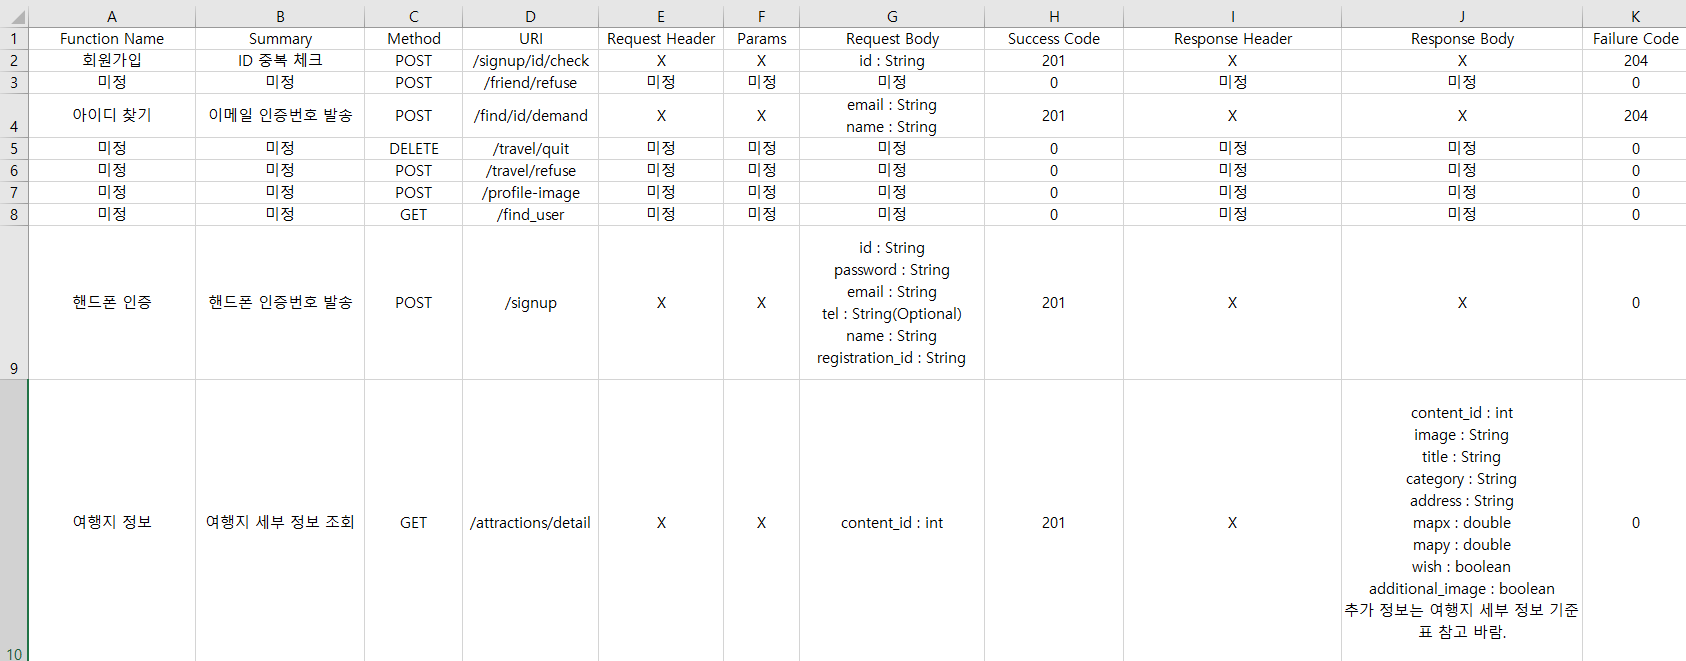 A B C D E F G H I J K
1 Function Name Summary Method URI Request Header Params Request Body Success Code Response Header Response Body Failure Code
2 회원가입 ID 중복 체크 POST /signup/id/check X X id : String 201 X X 204
3 미정 미정 POST /friend/refuse 미정 미정 미정 0 미정 미정 0
email : String
4 아이디 찾기 이메일 인증번호 발송 POST /find/id/demand X X 201 X X 204
name : String
5 미정 미정 DELETE /travel/quit 미정 미정 미정 0 미정 미정 0
6 미정 미정 POST /travel/refuse 미정 미정 미정 0 미정 미정 0
7 미정 미정 POST /profile-image 미정 미정 미정 0 미정 미정 0
8 미정 미정 GET /find_user 미정 미정 미정 0 미정 미정 0
id : String
password : String
email : String
9 핸드폰 인증 핸드폰 인증번호 발송 POST /signup X X 201 X X 0
tel : String(Optional)
name : String
registration_id : String
content_id : int
image : String
title : String
category : String
address : String
10 여행지 정보 여행지 세부 정보 조회 GET /attractions/detail X X content_id : int 201 X mapx : double 0
mapy : double
wish : boolean
additional_image : boolean
추가 정보는 여행지 세부 정보 기준
표 참고 바람.